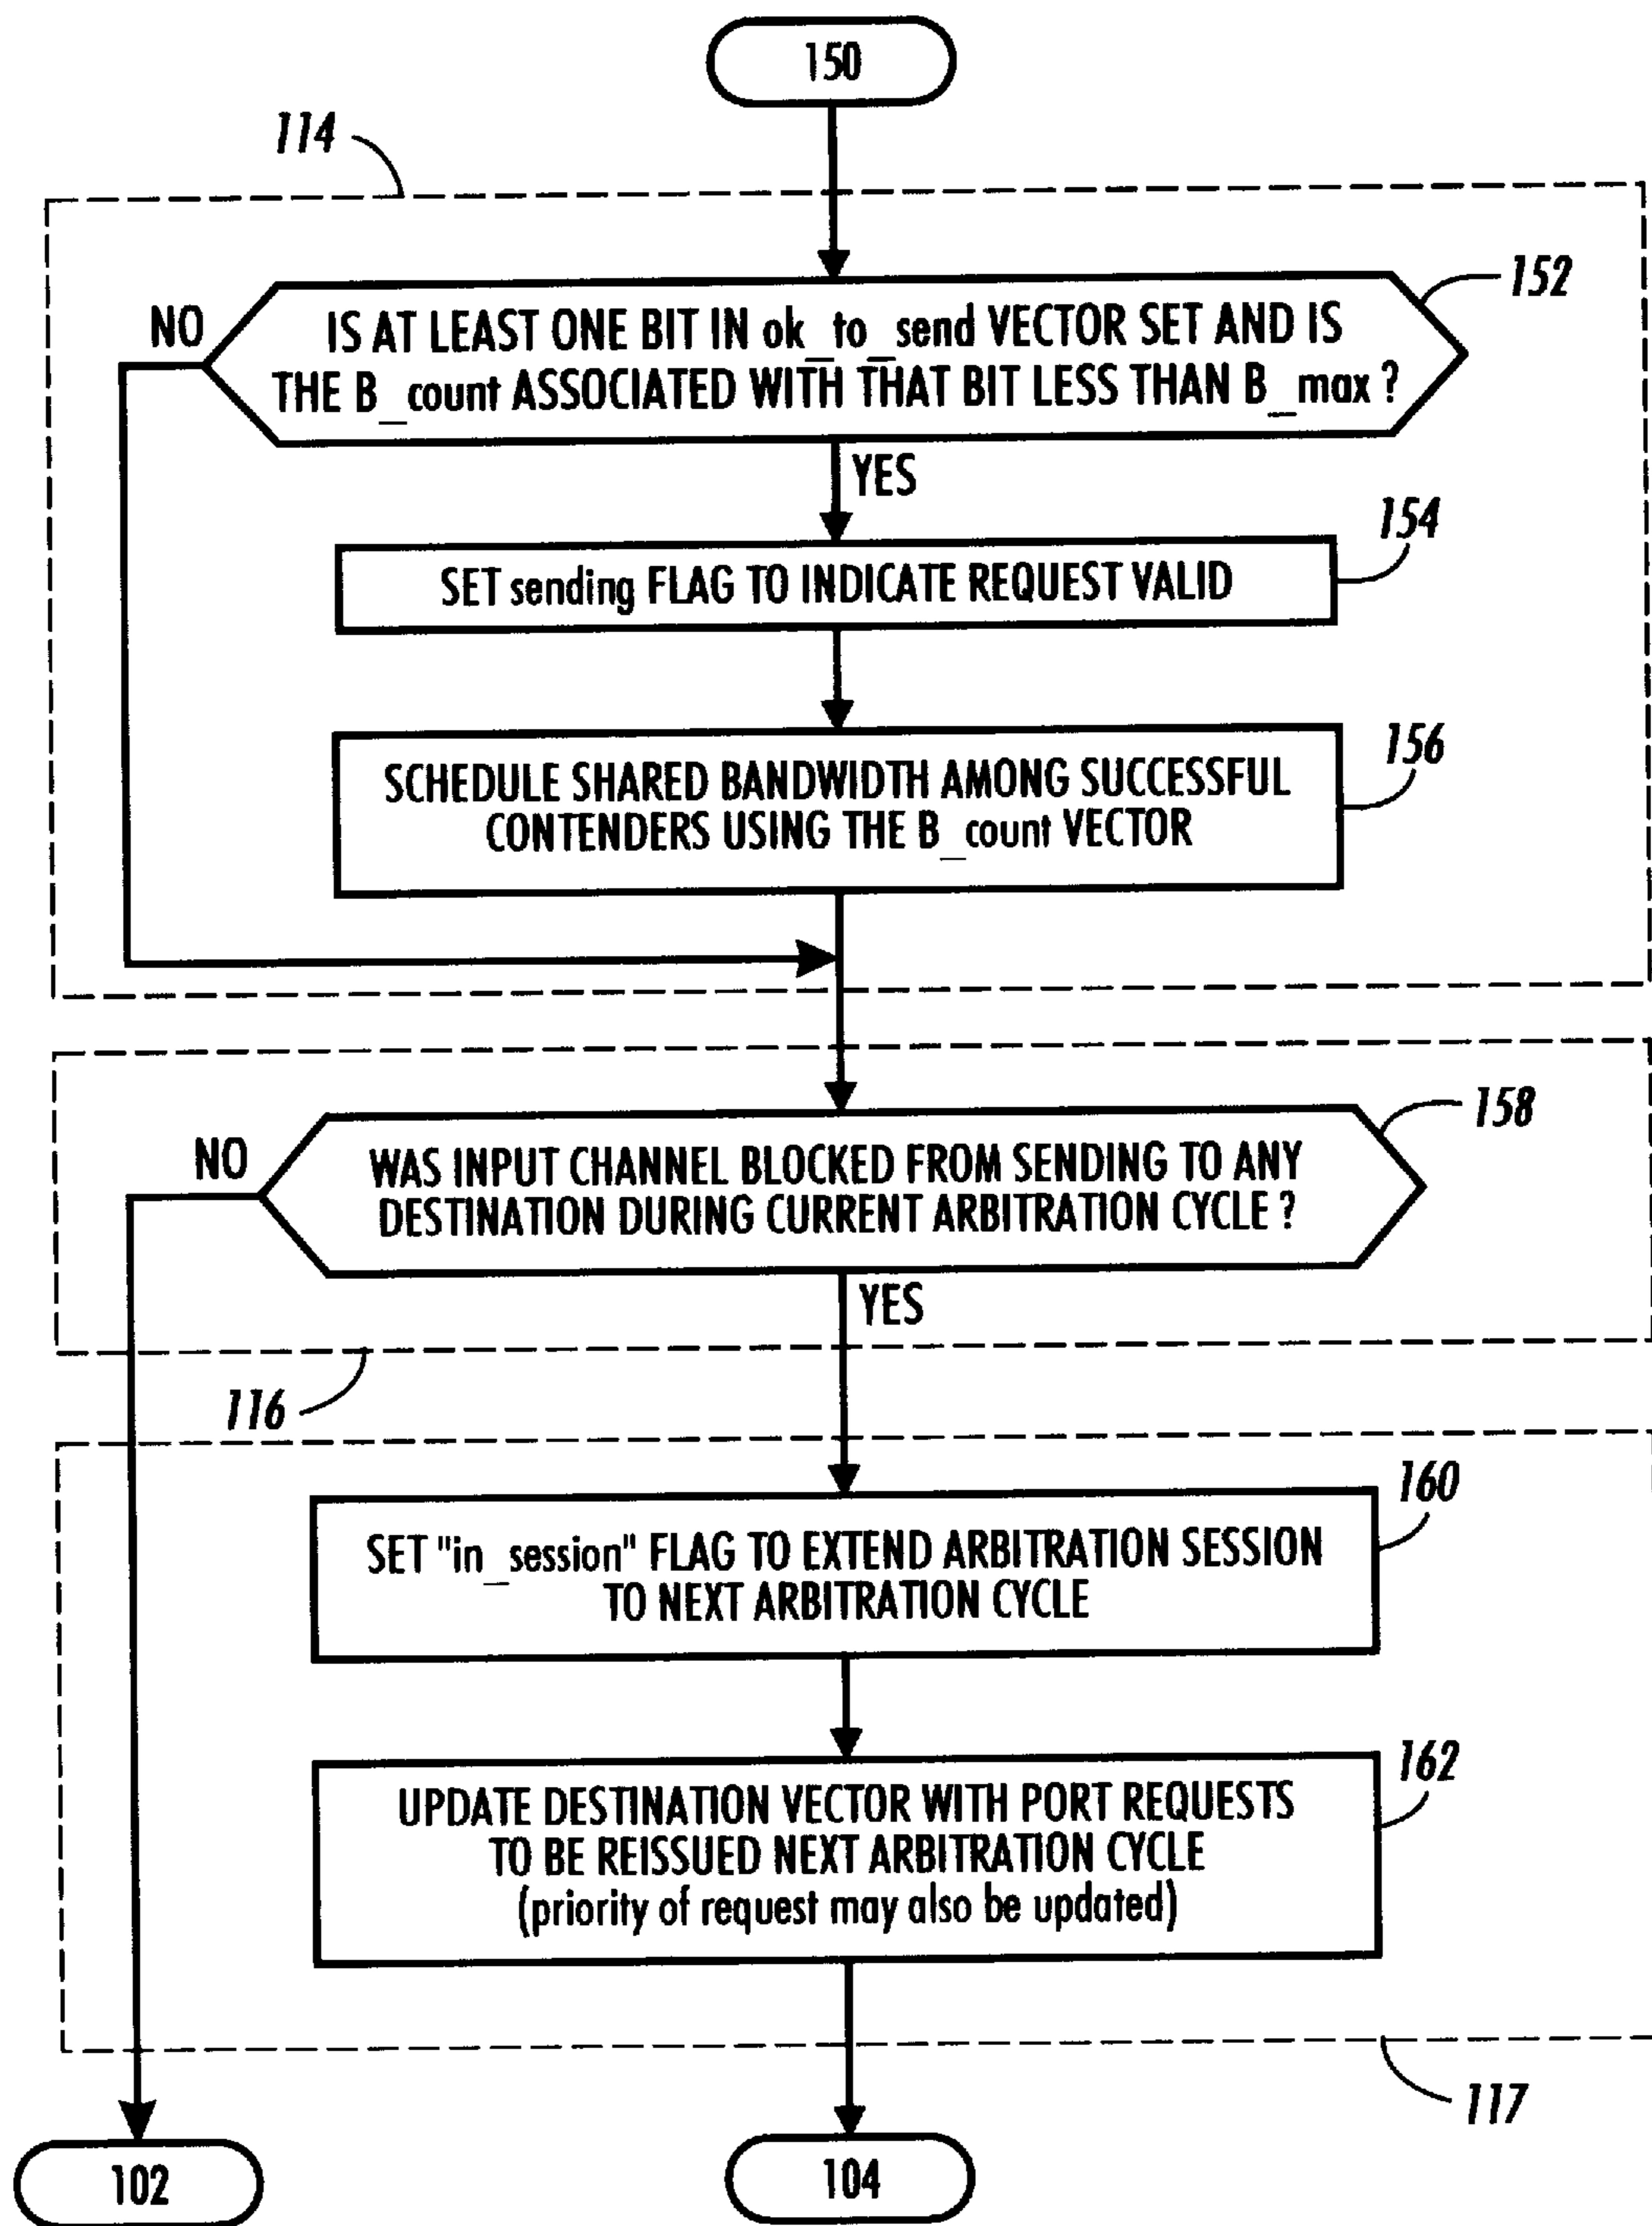 150
114
152
NO
IS AT LEAST ONE BIT IN ok_to_send VECTOR SET AND IS
THE B_count ASSOCIATED WITH THAT BIT LESS THAN B_max ?
YES
154
SET sending FLAG TO INDICATE REQUEST VALID
156
SCHEDULE SHARED BANDWIDTH AMONG SUCCESSFUL
CONTENDERS USING THE B_count VECTOR
158
NO
WAS INPUT CHANNEL BLOCKED FROM SENDING TO ANY
DESTINATION DURING CURRENT ARBITRATION CYCLE ?
YES
116
160
SET "in_session" FLAG TO EXTEND ARBITRATION SESSION
TO NEXT ARBITRATION CYCLE
162
UPDATE DESTINATION VECTOR WITH PORT REQUESTS
TO BE REISSUED NEXT ARBITRATION CYCLE
(priority of request may also be updated)
117
102
104